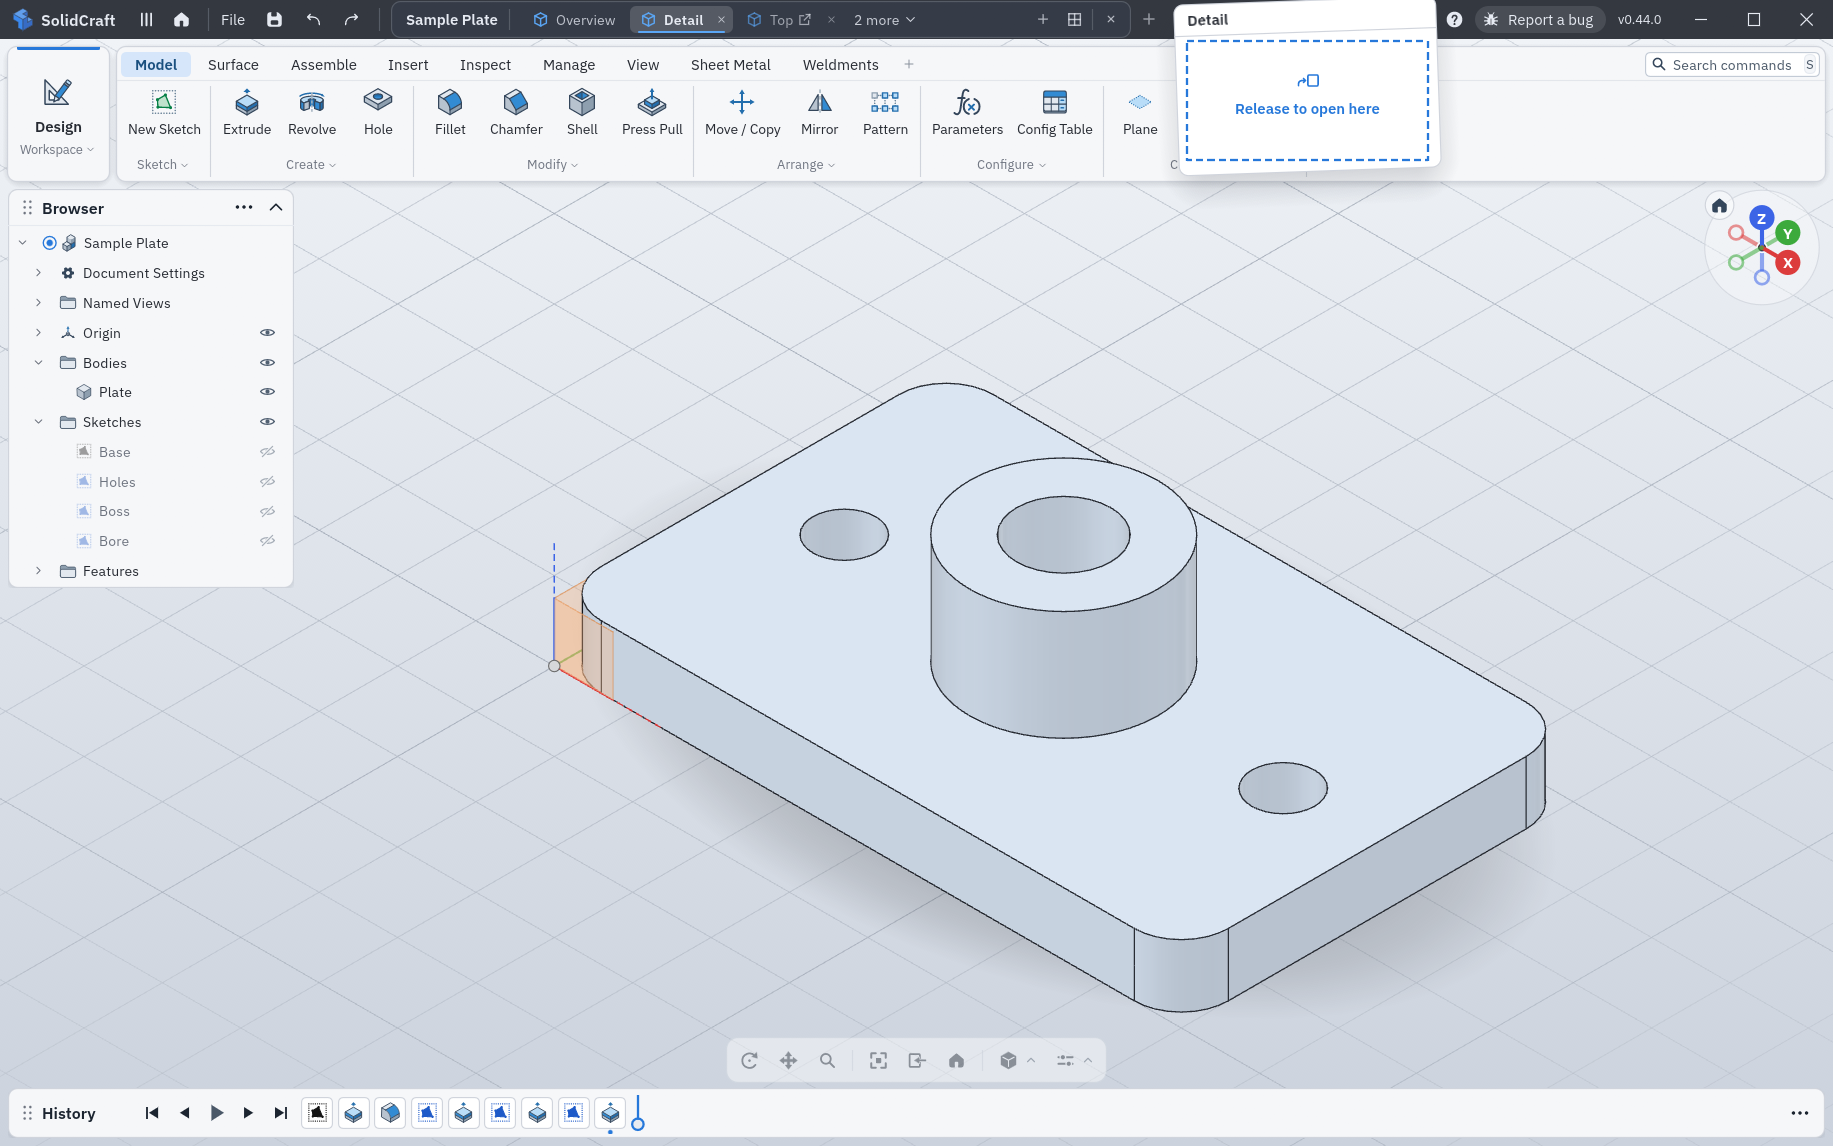 SolidCraft
File
Sample Plate
Overview
Detail
Top
2 more
Detail
Report a bug
v0.44.0
Release to open here
Design
Workspace
Model
Surface
Assemble
Insert
Inspect
Manage
View
Sheet Metal
Weldments
Search commands
S
New Sketch
Extrude
Revolve
Hole
Fillet
Chamfer
Shell
Press Pull
Move / Copy
Mirror
Pattern
Parameters
Config Table
Plane
Sketch
Create
Modify
Arrange
Configure
Browser
Sample Plate
Document Settings
Named Views
Origin
Bodies
Plate
Sketches
Base
Holes
Boss
Bore
Features
Z
Y
X
History